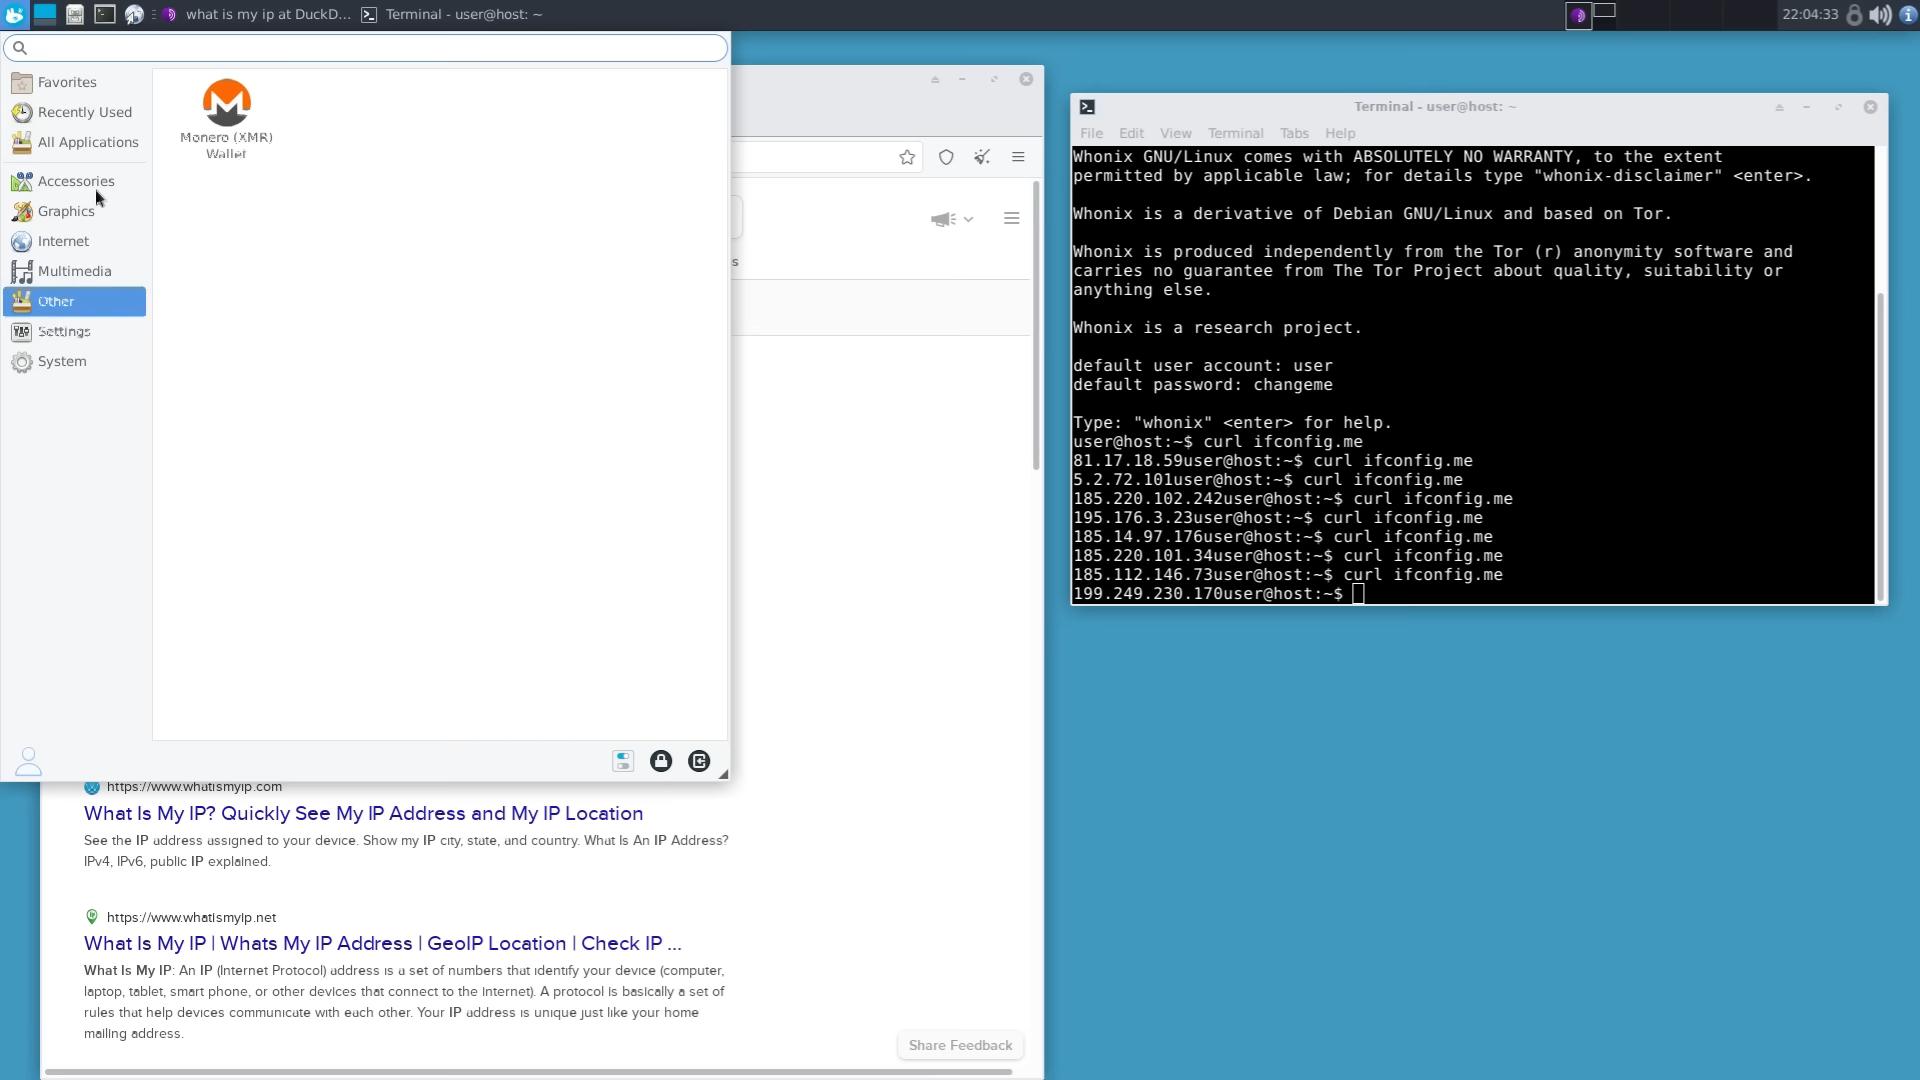 what is my ip at DuckD...
Terminal - user@host: ~
22:04:33
Favorites
Recently Used
All Applications
Accessories
Graphics
Internet
Multimedia
Other
Settings
System
Monero (XMR)
Wallet
s
https://www.whatismyip.com
What Is My IP? Quickly See My IP Address and My IP Location
See the IP address assigned to your device. Show my IP city, state, and country. What Is An IP Address?
IPv4, IPv6, public IP explained.
https://www.whatismyip.net
What Is My IP | Whats My IP Address | GeoIP Location | Check IP ...
What Is My IP: An IP (Internet Protocol) address is a set of numbers that identify your device (computer,
laptop, tablet, smart phone, or other devices that connect to the internet). A protocol is basically a set of
rules that help devices communicate with each other. Your IP address is unique just like your home
mailing address.
Share Feedback
Terminal - user@host: ~
File Edit View Terminal Tabs Help
Whonix GNU/Linux comes with ABSOLUTELY NO WARRANTY, to the extent
permitted by applicable law; for details type "whonix-disclaimer" <enter>.
Whonix is a derivative of Debian GNU/Linux and based on Tor.
Whonix is produced independently from the Tor (r) anonymity software and
carries no guarantee from The Tor Project about quality, suitability or
anything else.
Whonix is a research project.
default user account: user
default password: changeme
Type: "whonix" <enter> for help.
user@host:~$ curl ifconfig.me
81.17.18.59user@host:~$ curl ifconfig.me
5.2.72.101user@host:~$ curl ifconfig.me
185.220.102.242user@host:~$ curl ifconfig.me
195.176.3.23user@host:~$ curl ifconfig.me
185.14.97.176user@host:~$ curl ifconfig.me
185.220.101.34user@host:~$ curl ifconfig.me
185.112.146.73user@host:~$ curl ifconfig.me
199.249.230.170user@host:~$